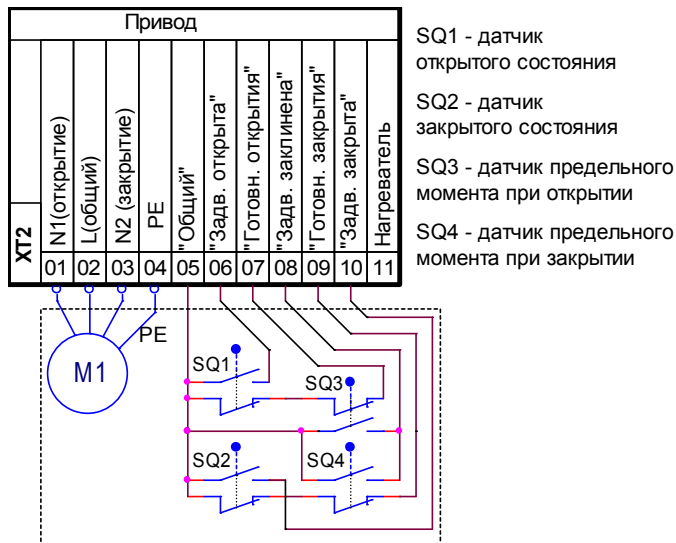 Привод
SQ1 - датчик
открытого состояния
SQ2 - датчик
закрытого состояния
SQ3 - датчик предельного
момента при открытии
SQ4 - датчик предельного
момента при закрытии
XT2
N1(открытие)
L(общий)
N2 (закрытие)
PE
"Общий"
"Задв. открыта"
"Готовн. открытия"
"Задв. заклинена"
"Готовн. закрытия"
"Задв. закрыта"
Нагреватель
01 02 03 04 05 06 07 08 09 10 11
PE
M1
SQ1
SQ3
SQ2
SQ4